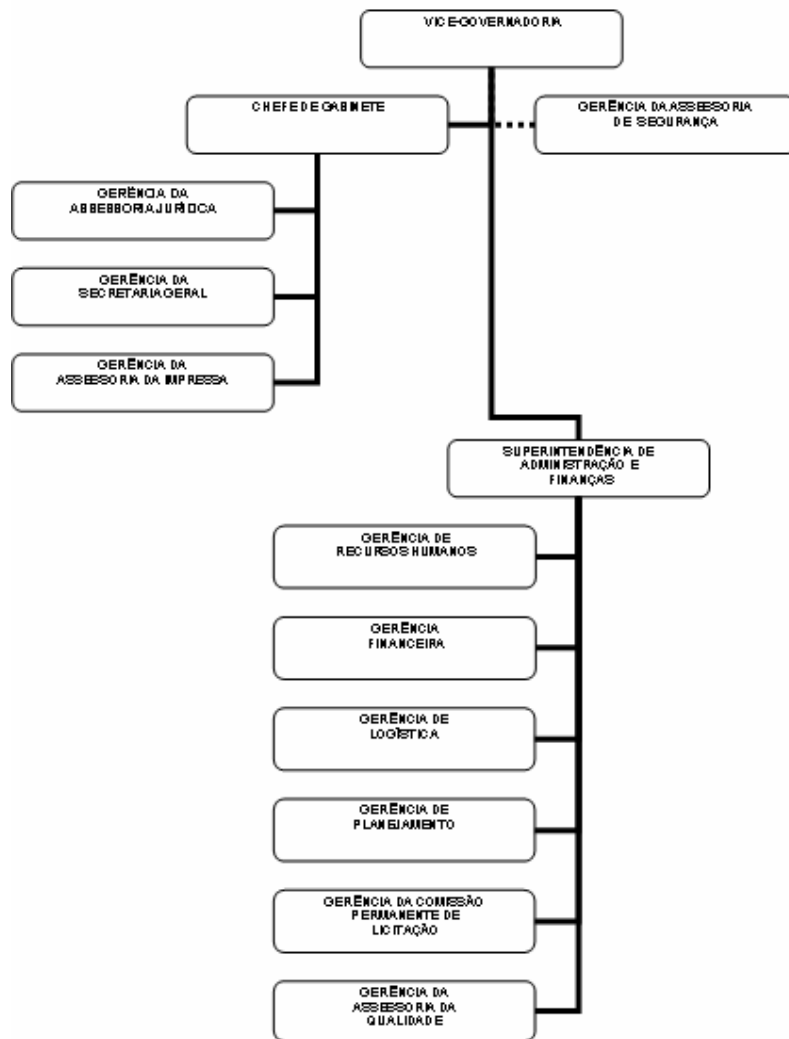 VICE-GOVERNADORIA
CHEFE DE GABINETE
GERÊNCIA DA ASSESSORIA
DE SEGURANÇA
GERÊNCIA DA
ASSESSORIA JURÍDICA
GERÊNCIA DA
SECRETARIA GERAL
GERÊNCIA DA
ASSESSORIA DA IMPRESSA
SUPERINTENDÊNCIA DE
ADMINISTRAÇÃO E
FINANÇAS
GERÊNCIA DE
RECURSOS HUMANOS
GERÊNCIA
FINANCEIRA
GERÊNCIA DE
LOGÍSTICA
GERÊNCIA DE
PLANEJAMENTO
GERÊNCIA DA COMISSÃO
PERMANENTE DE
LICITAÇÃO
GERÊNCIA DA
ASSESSORIA DA
QUALIDADE